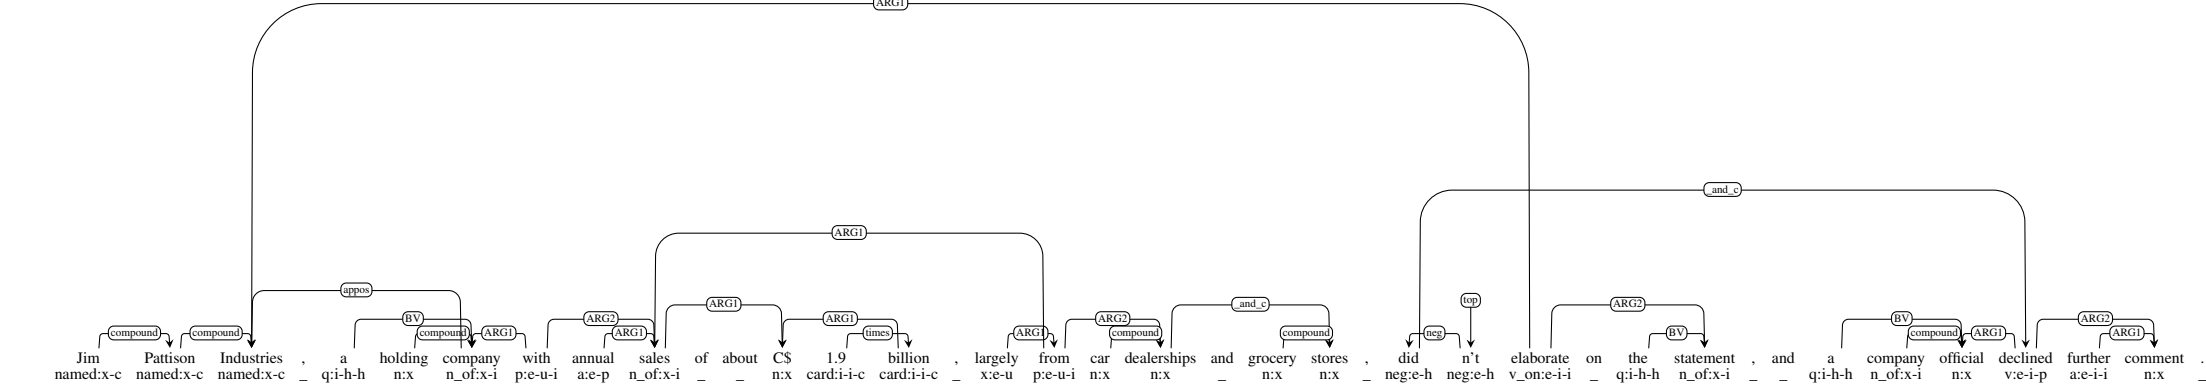 ARG1
_and_c
ARG1
appos top
ARG1 _and_c
BV ARG2 ARG1 ARG2 ARG2 BV ARG2
compound compound compound ARG1 ARG1 times ARG1 compound compound neg BV compound ARG1 ARG1
Jim Pattison Industries , a holding company with annual sales of about C$ 1.9 billion , largely from car dealerships and grocery stores , did n't elaborate on the statement , and a company official declined further comment .
named:x-c named:x-c named:x-c _ q:i-h-h n:x n_of:x-i p:e-u-i a:e-p n_of:x-i _ _ n:x card:i-i-c card:i-i-c _ x:e-u p:e-u-i n:x n:x _ n:x n:x _ neg:e-h neg:e-h v_on:e-i-i _ q:i-h-h n_of:x-i _ _ q:i-h-h n_of:x-i n:x v:e-i-p a:e-i-i n:x _